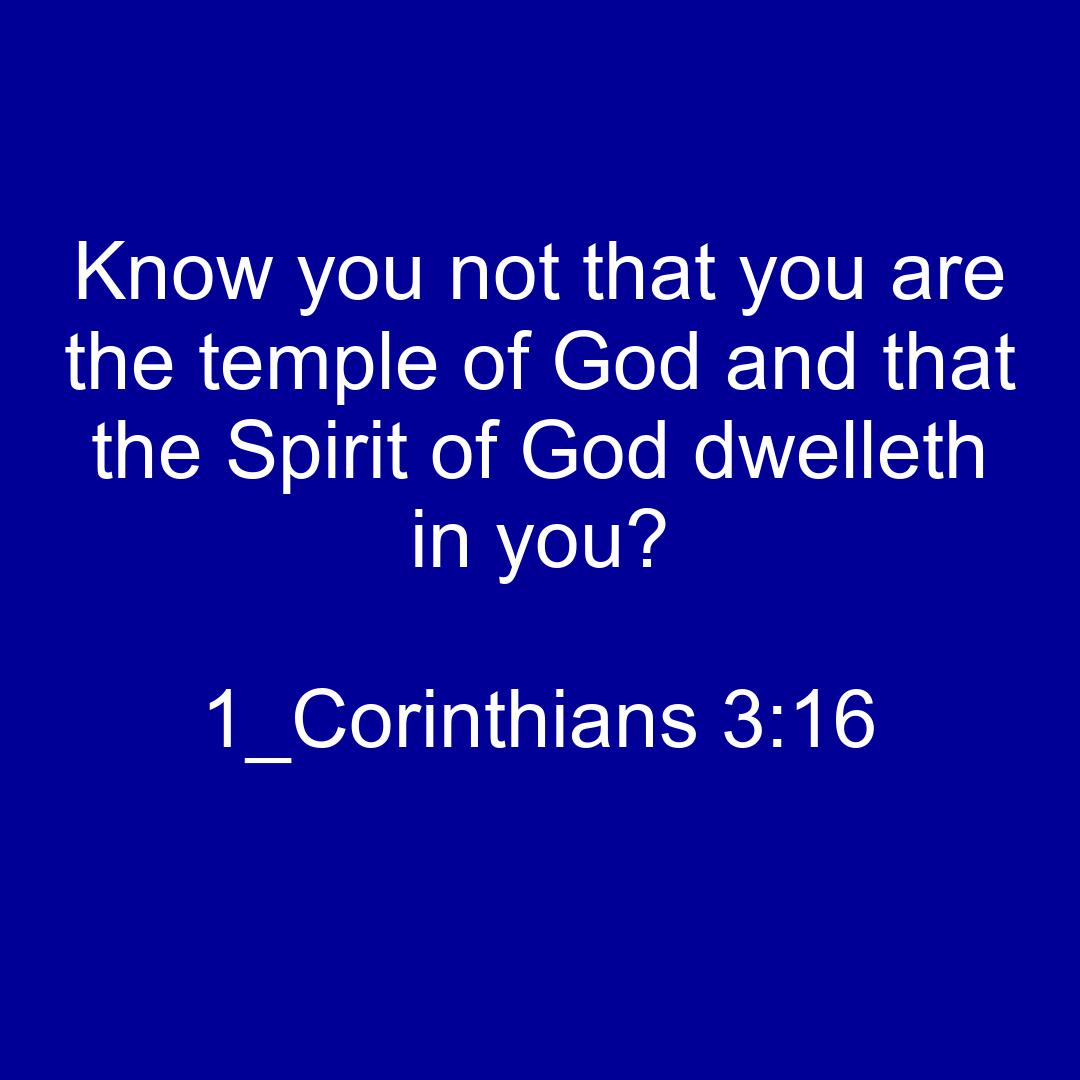 Know you not that you are
the temple of God and that
the Spirit of God dwelleth
in you?
1_Corinthians 3:16